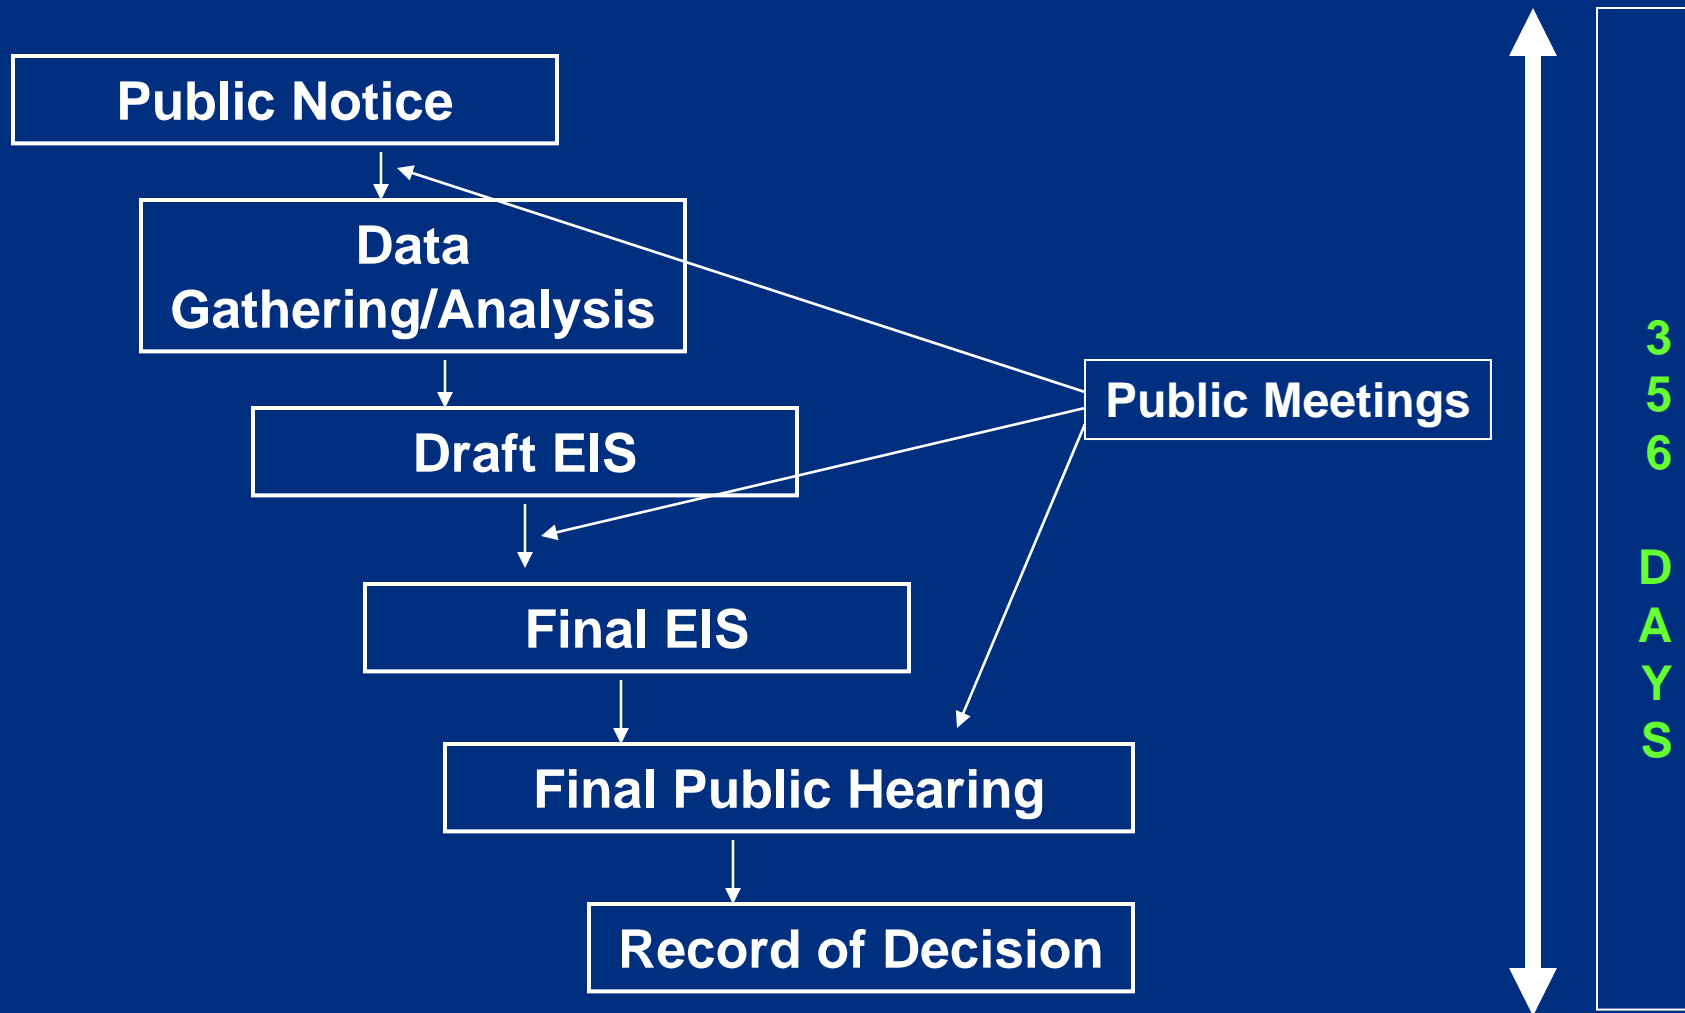 Public Notice
Data
Gathering/Analysis
Draft EIS
Public Meetings
Final EIS
Final Public Hearing
Record of Decision
3
5
6
D
A
Y
S